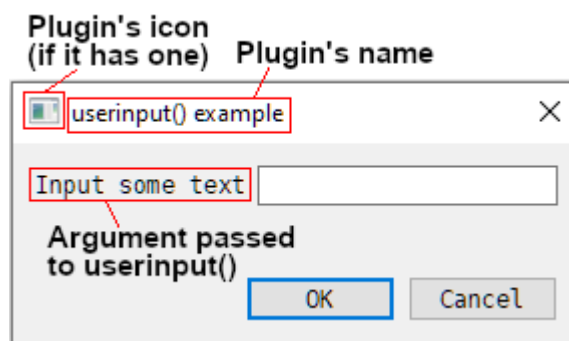 Plugin's icon
(if it has one)
Plugin's name
userinput() example
Input some text
Argument passed
to userinput()
OK
Cancel